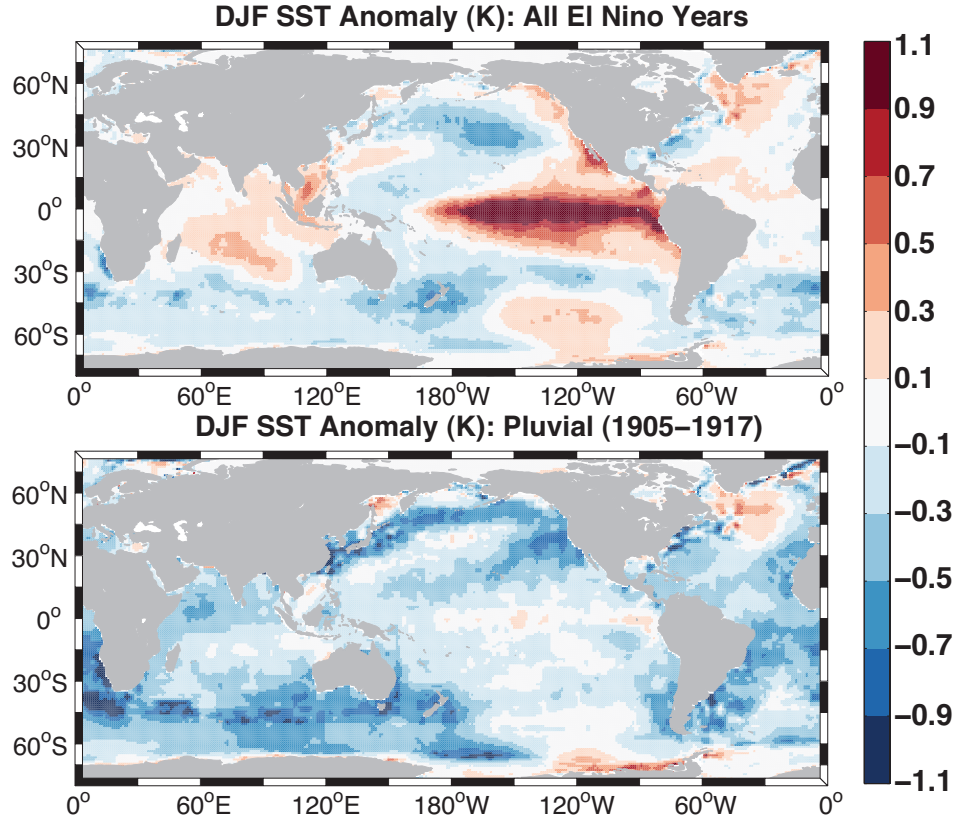 DJF SST Anomaly (K): All El Nino Years
60°N
30°N
0°
30°S
60°S
0° 60°E 120°E 180°W 120°W 60°W 0°
DJF SST Anomaly (K): Pluvial (1905−1917)
60°N
30°N
0°
30°S
60°S
0° 60°E 120°E 180°W 120°W 60°W 0°
1.1
0.9
0.7
0.5
0.3
0.1
−0.1
−0.3
−0.5
−0.7
−0.9
−1.1